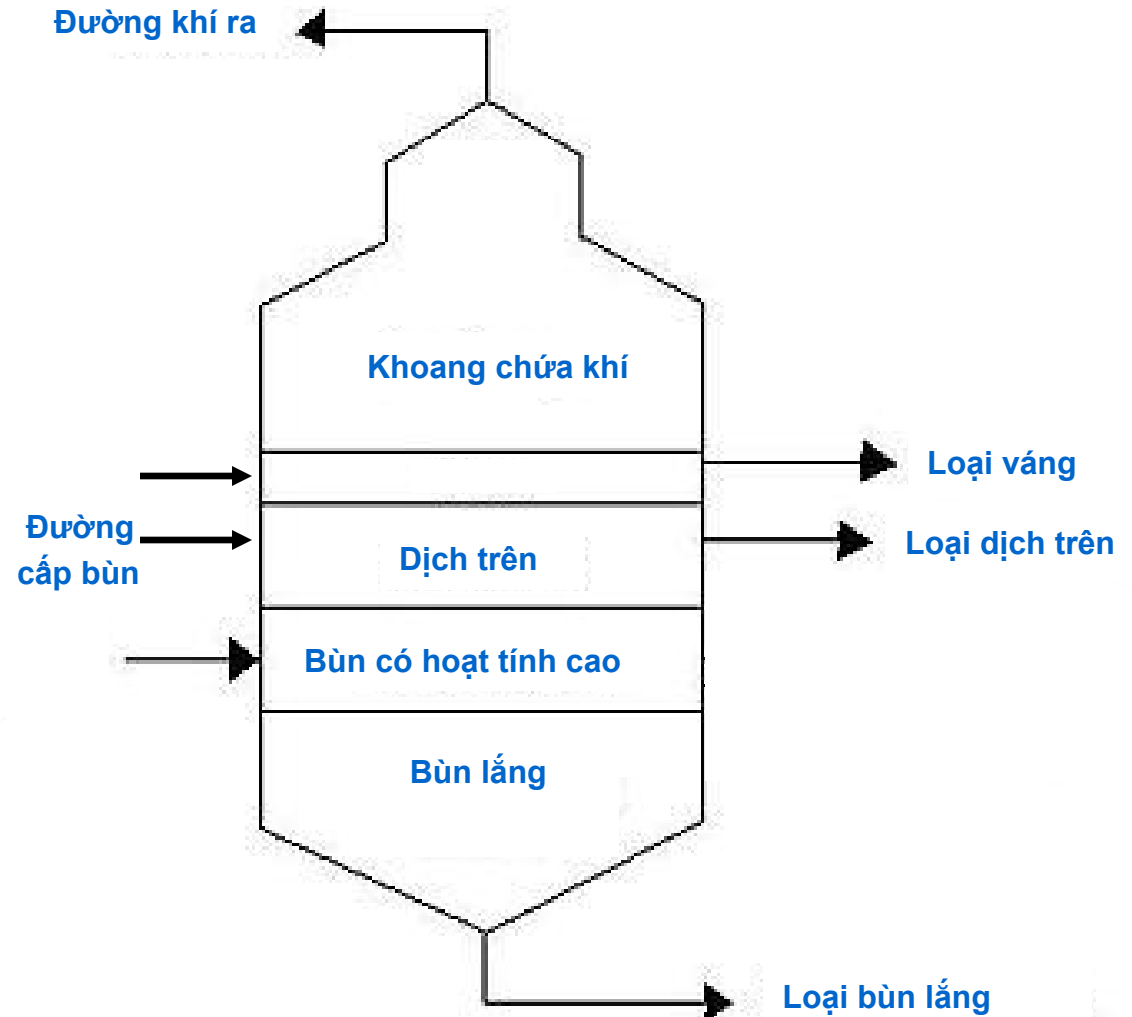 Đường khí ra
Khoang chứa khí
Loại váng
Đường
cấp bùn
Dịch trên
Loại dịch trên
Bùn có hoạt tính cao
Bùn lắng
Loại bùn lắng